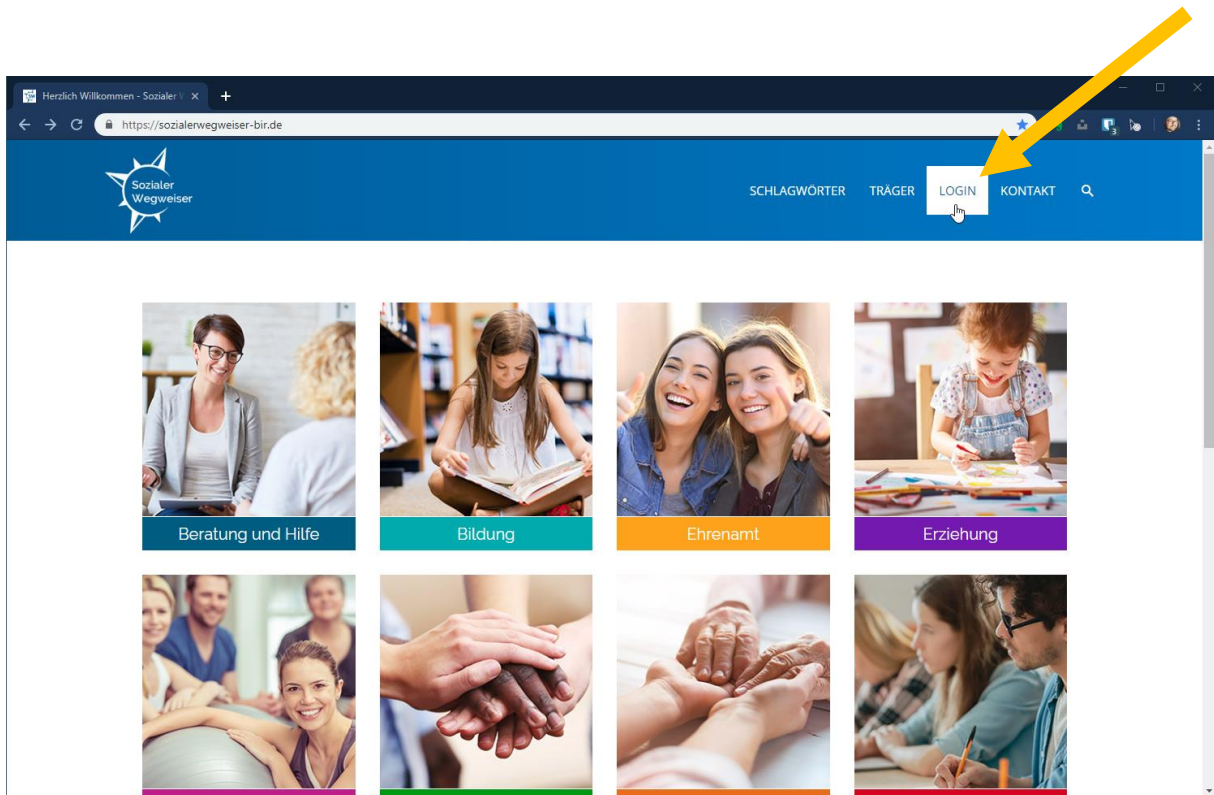 Herzlich Willkommen - Sozialer
https://sozialerwegweiser-bir.de
3
Sozialer
Wegweiser
SCHLAGWÖRTER TRÄGER LOGIN KONTAKT
Beratung und Hilfe Bildung Ehrenamt Erziehung